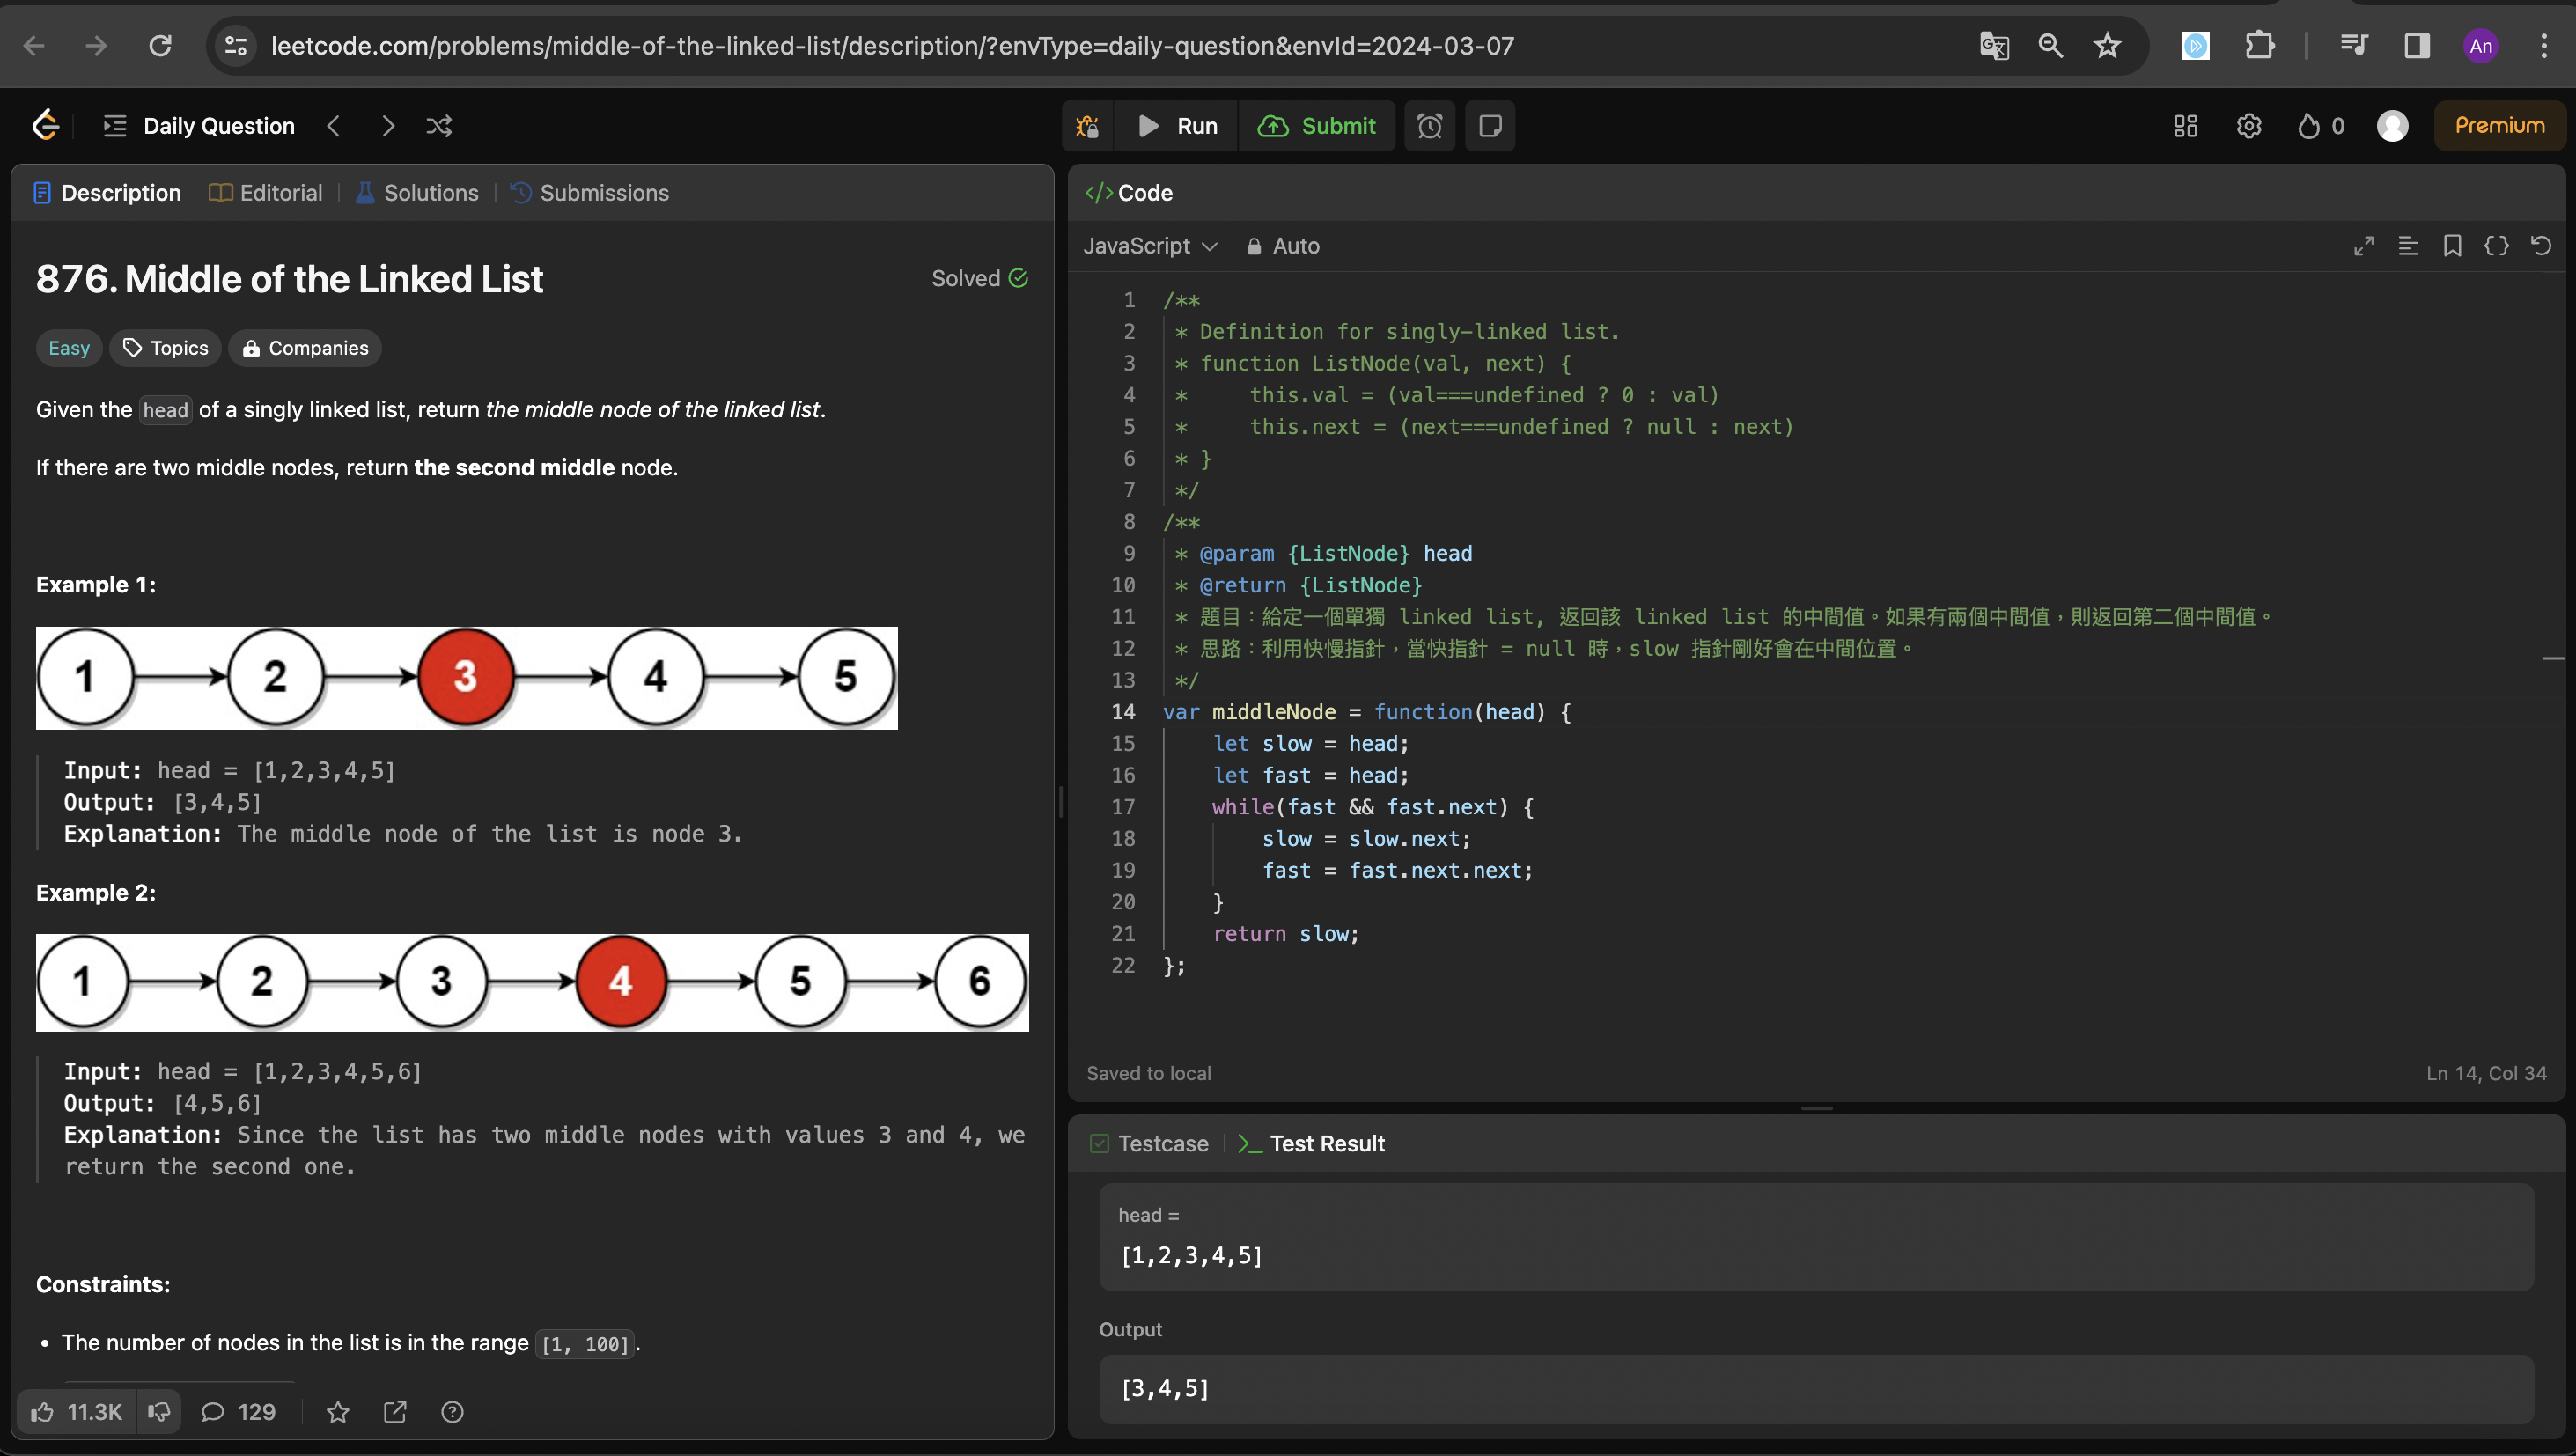 leetcode.com/problems/middle-of-the-linked-list/description/?envType=daily-question&envId=2024-03-07
An
Daily Question
Run
Submit
0
Premium
Description
Editorial
Solutions
Submissions
876. Middle of the Linked List
Solved
Easy
Topics
Companies
Given the head of a singly linked list, return the middle node of the linked list.
If there are two middle nodes, return the second middle node.
Example 1:
1 2 3 4 5
Input: head = [1,2,3,4,5]
Output: [3,4,5]
Explanation: The middle node of the list is node 3.
Example 2:
1 2 3 4 5 6
Input: head = [1,2,3,4,5,6]
Output: [4,5,6]
Explanation: Since the list has two middle nodes with values 3 and 4, we
return the second one.
Constraints:
• The number of nodes in the list is in the range [1, 100].
11.3K
129
</> Code
JavaScript
Auto
1 /**
2 * Definition for singly-linked list.
3 * function ListNode(val, next) {
4 *     this.val = (val===undefined ? 0 : val)
5 *     this.next = (next===undefined ? null : next)
6 * }
7 */
8 /**
9 * @param {ListNode} head
10 * @return {ListNode}
11 * 題目：給定一個單獨 linked list, 返回該 linked list 的中間值。如果有兩個中間值，則返回第二個中間值。
12 * 思路：利用快慢指針，當快指針 = null 時，slow 指針剛好會在中間位置。
13 */
14 var middleNode = function(head) {
15     let slow = head;
16     let fast = head;
17     while(fast && fast.next) {
18         slow = slow.next;
19         fast = fast.next.next;
20     }
21     return slow;
22 };
Saved to local
Ln 14, Col 34
Testcase
Test Result
head =
[1,2,3,4,5]
Output
[3,4,5]